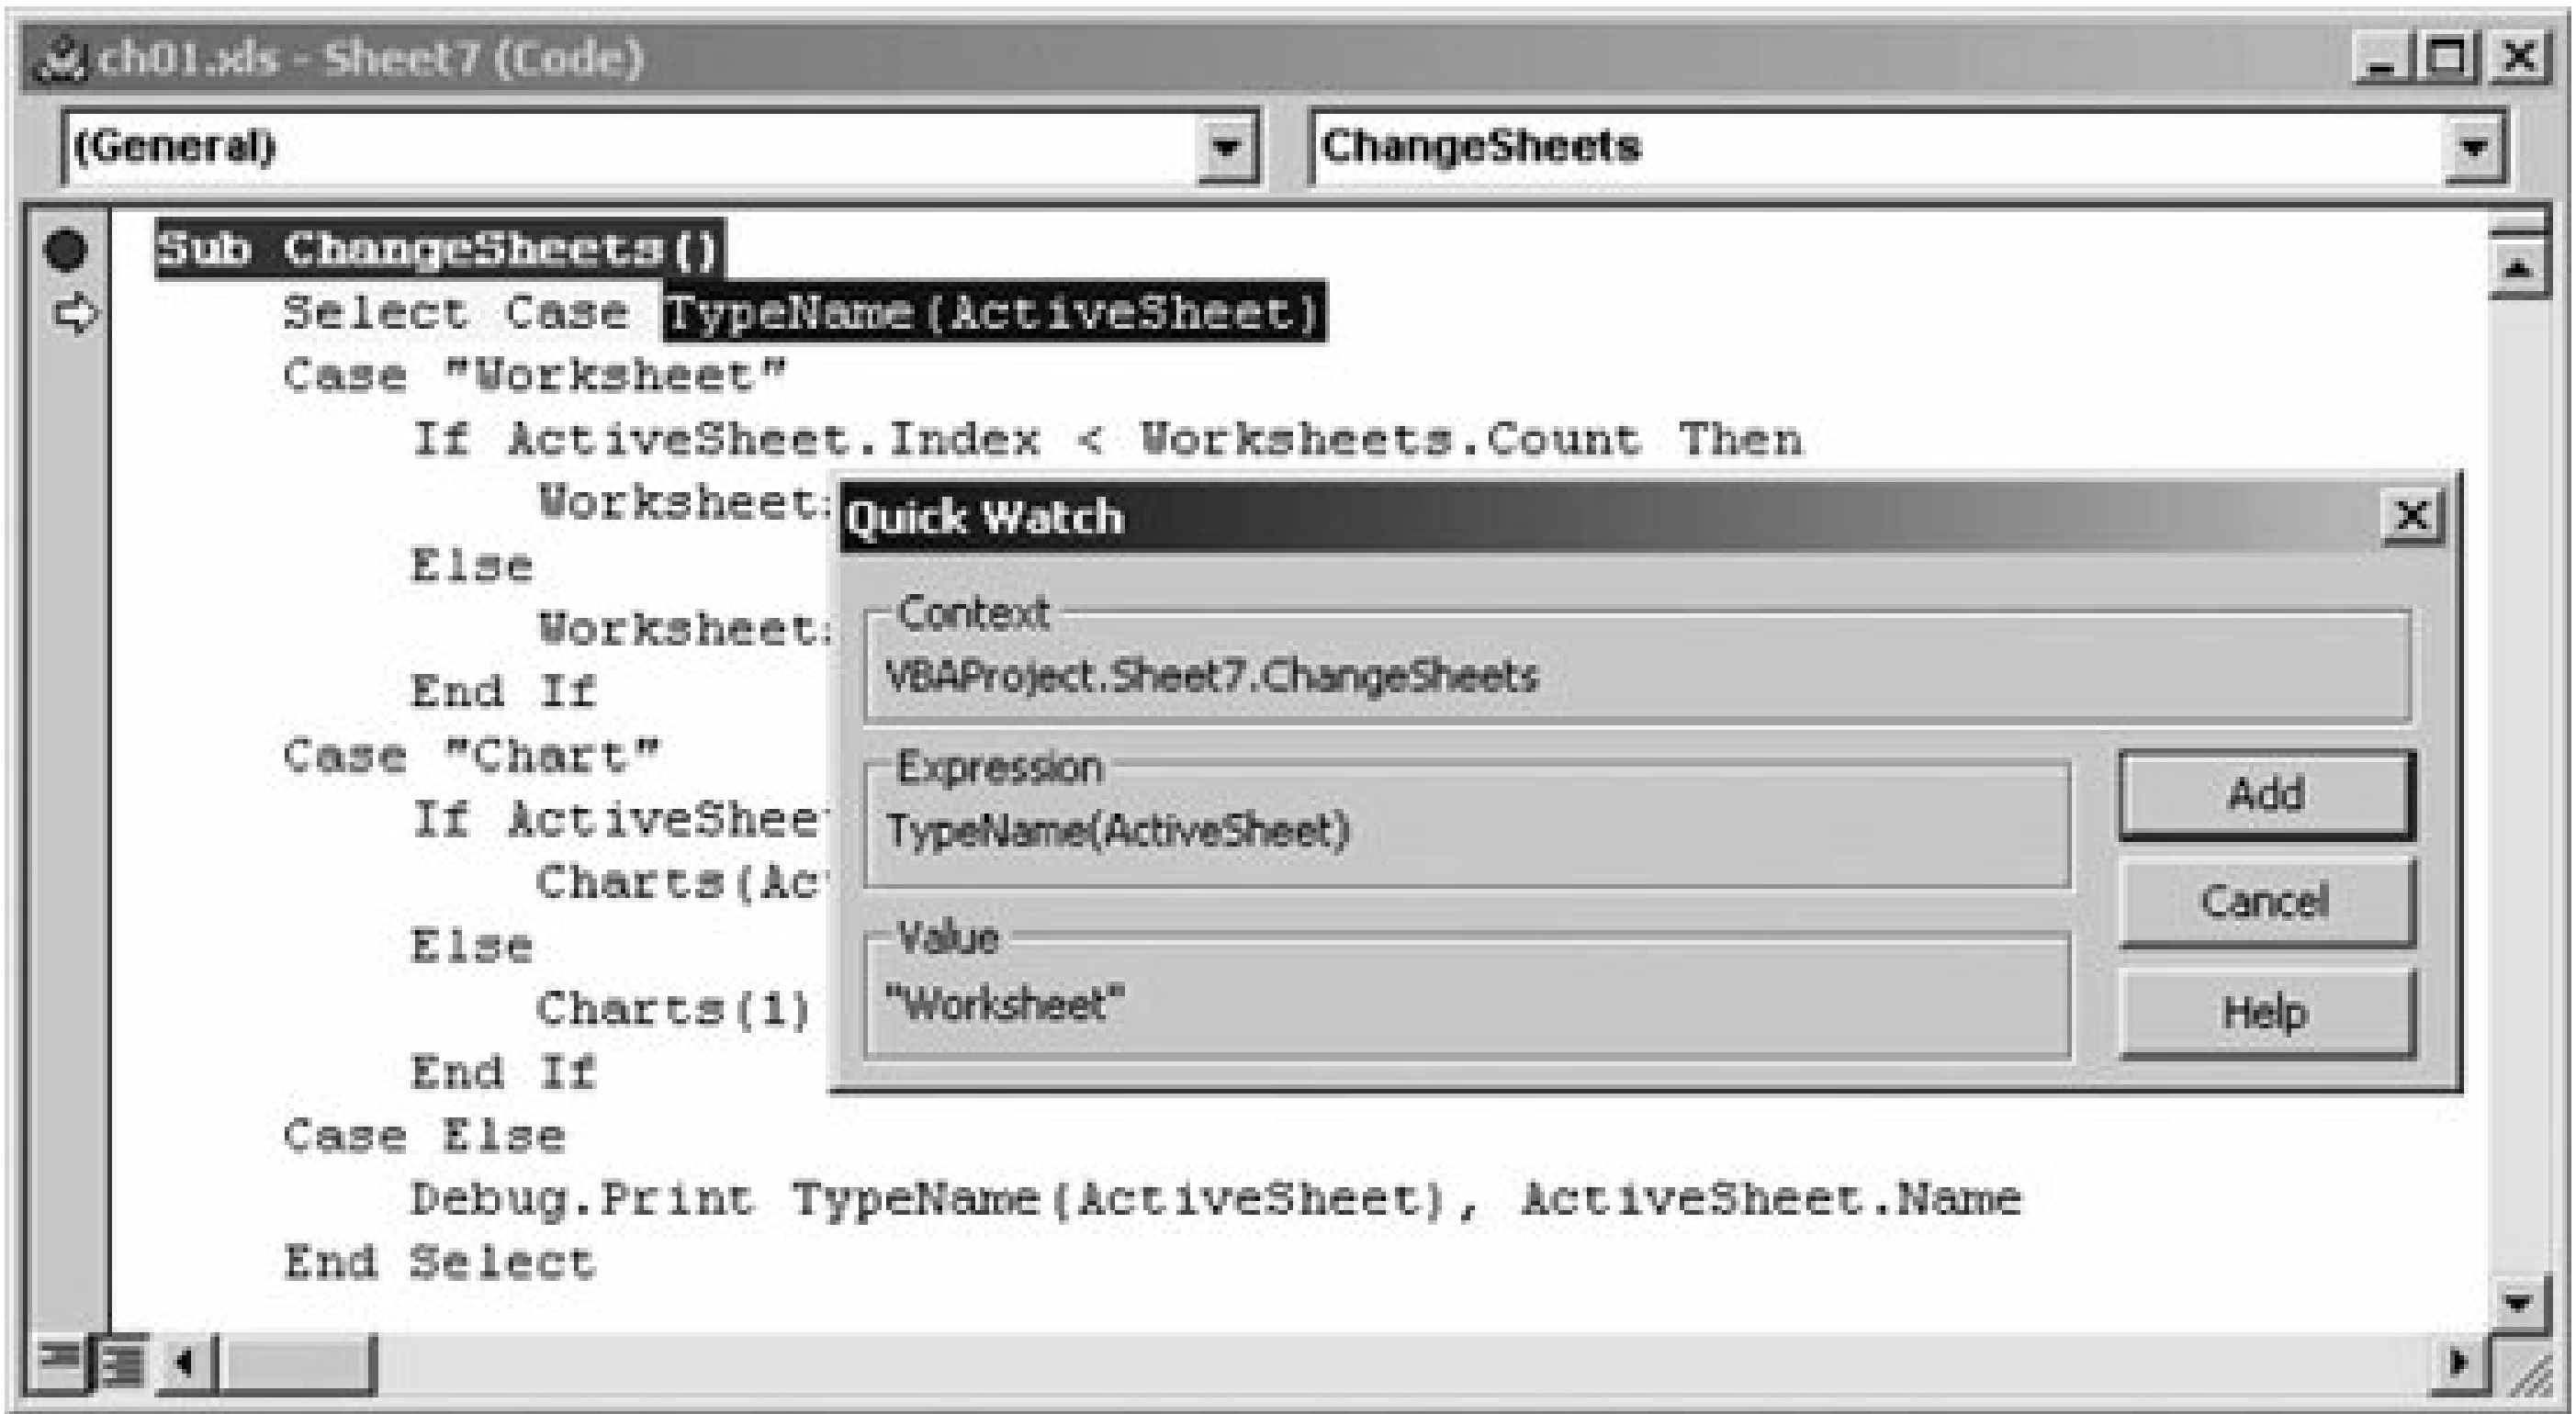 ch01.xls - Sheet7 (Code)
(General)
ChangeSheets
Sub ChangeSheets()
Select Case TypeName(ActiveSheet)
Case "Worksheet"
If ActiveSheet.Index < Worksheets.Count Then
Worksheet
Else
Worksheet
End If
Case "Chart"
If ActiveShee
Charts(Ac
Else
Charts(1)
End If
Case Else
Debug.Print TypeName(ActiveSheet), ActiveSheet.Name
End Select
Quick Watch
Context
VBAProject.Sheet7.ChangeSheets
Expression
TypeName(ActiveSheet)
Value
"Worksheet"
Add
Cancel
Help